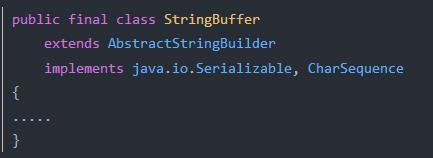 public final class StringBuffer
    extends AbstractStringBuilder
    implements java.io.Serializable, CharSequence
{
.....
}